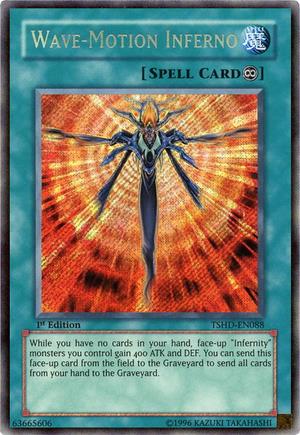 WAVE-MOTION INFERNO 魔
[SPELL CARD∞]
1st Edition
TSHD-EN088
While you have no cards in your hand, face-up "Infernity"
monsters you control gain 400 ATK and DEF. You can send this
face-up card from the field to the Graveyard to send all cards
from your hand to the Graveyard.
63665606
©1996 KAZUKI TAKAHASHI